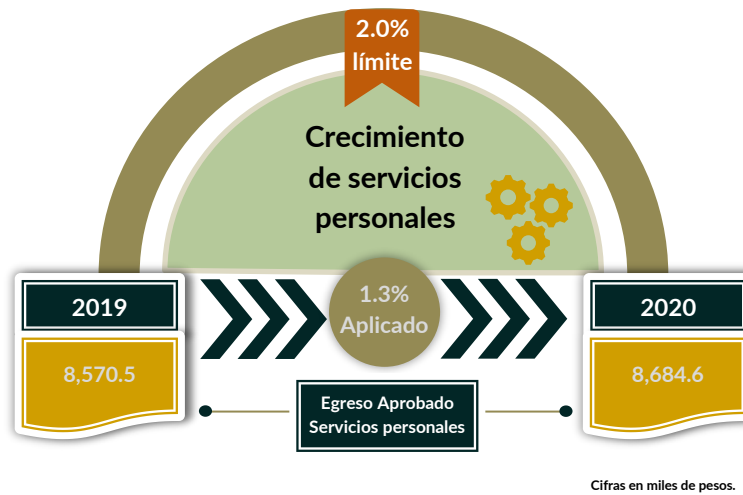 2.0%
límite
Crecimiento
de servicios
personales
2019
1.3%
Aplicado
2020
8,570.5
8,684.6
Egreso Aprobado
Servicios personales
Cifras en miles de pesos.